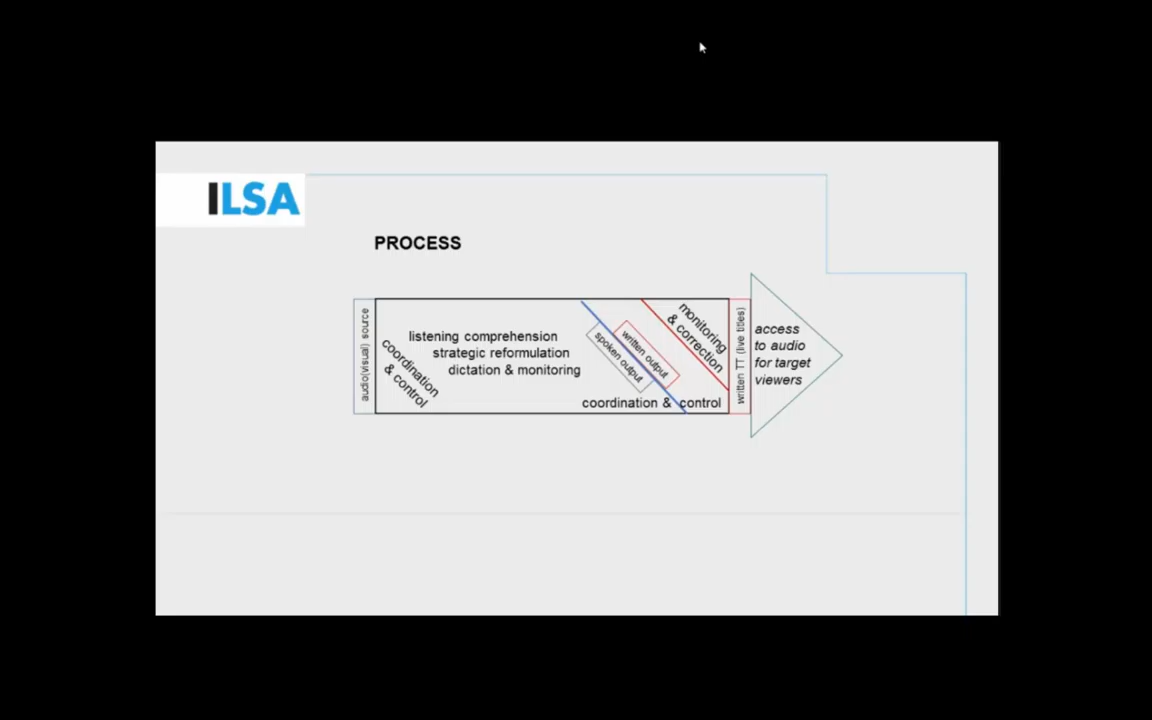 ILSA
PROCESS
audio/visual) source
coordination
& control
listening comprehension
strategic reformulation
dictation & monitoring
spoken output
written output
monitoring
& correction
coordination & control
written TT (live titles)
access
to audio
for target
viewers